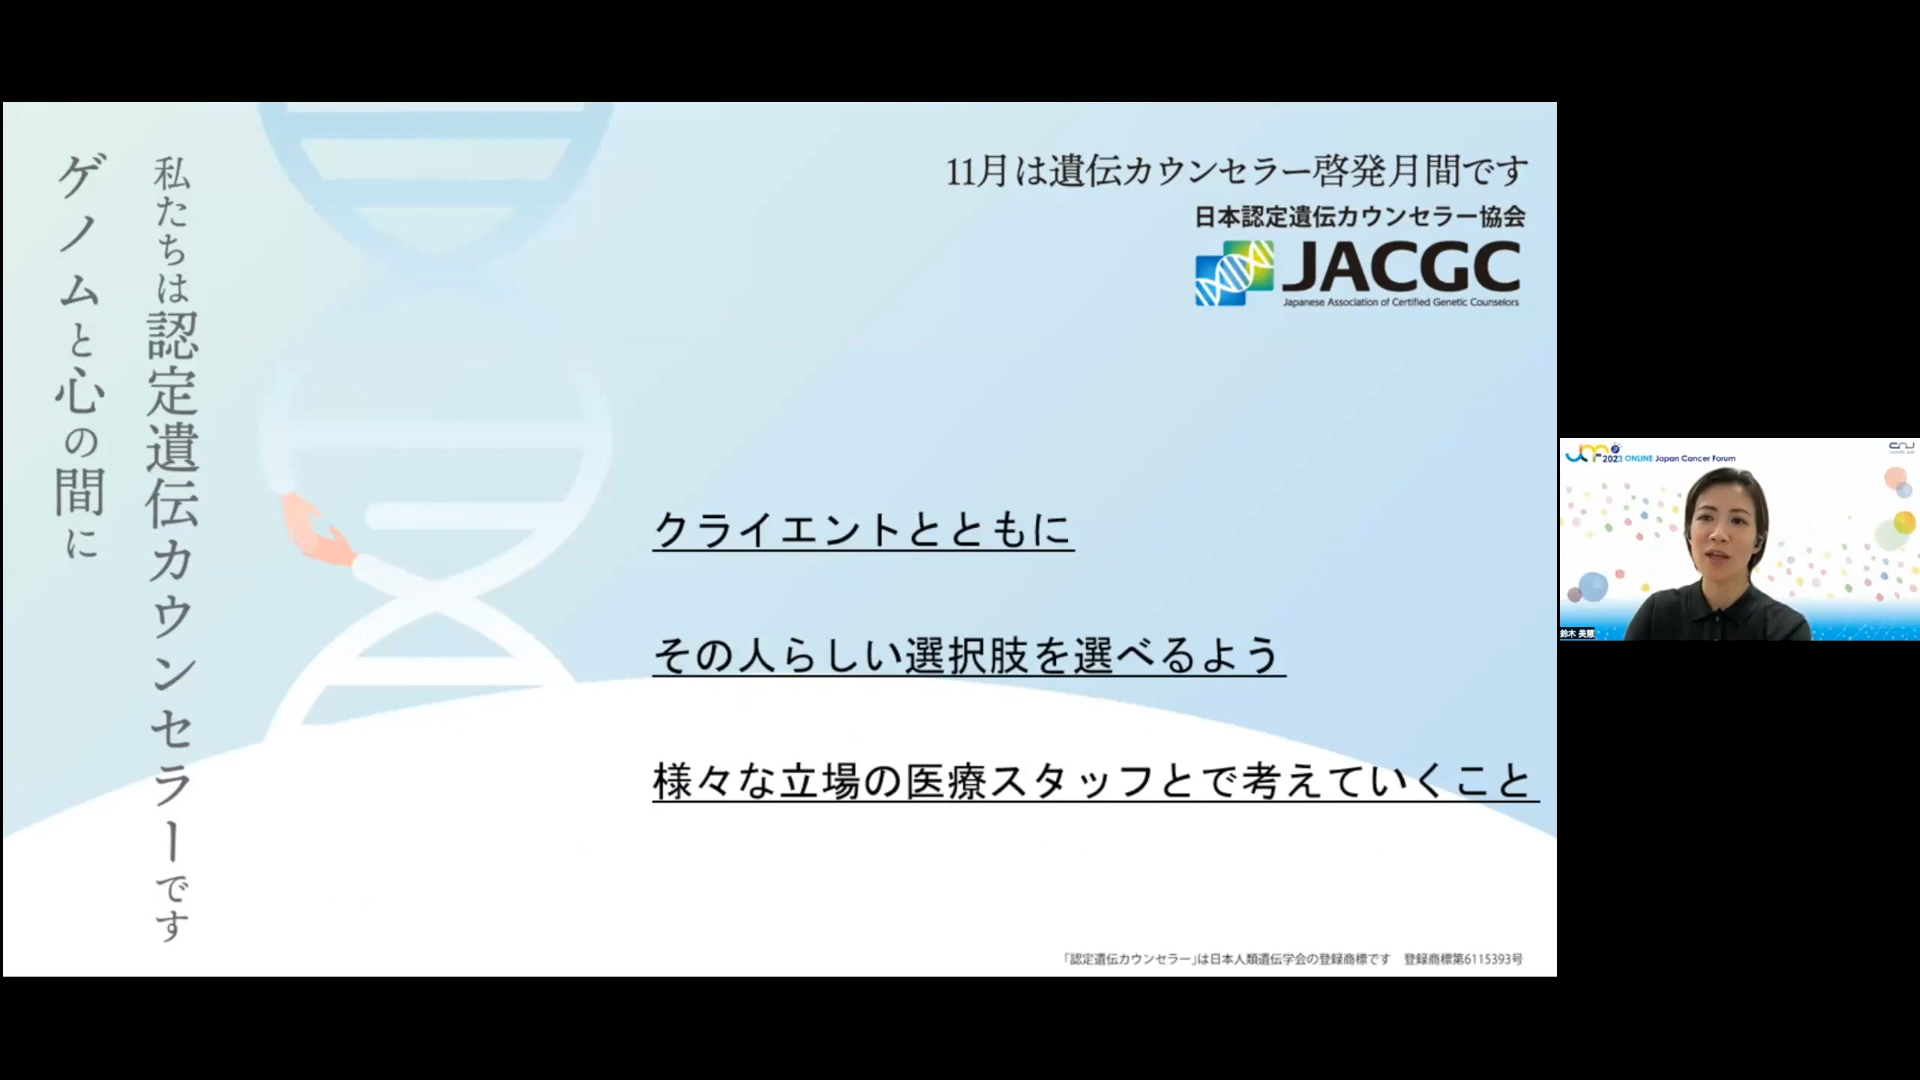 ゲノムと心の間に
私たちは認定遺伝カウンセラーです
11月は遺伝カウンセラー啓発月間です
日本認定遺伝カウンセラー協会
JACGC
Japanese Association of Certified Genetic Counselors
クライエントとともに
その人らしい選択肢を選べるよう
様々な立場の医療スタッフとで考えていくこと
「認定遺伝カウンセラー」は日本人類遺伝学会の登録商標です　登録商標第6115393号
2023 ONLINE Japan Cancer Forum
鈴木 美慧